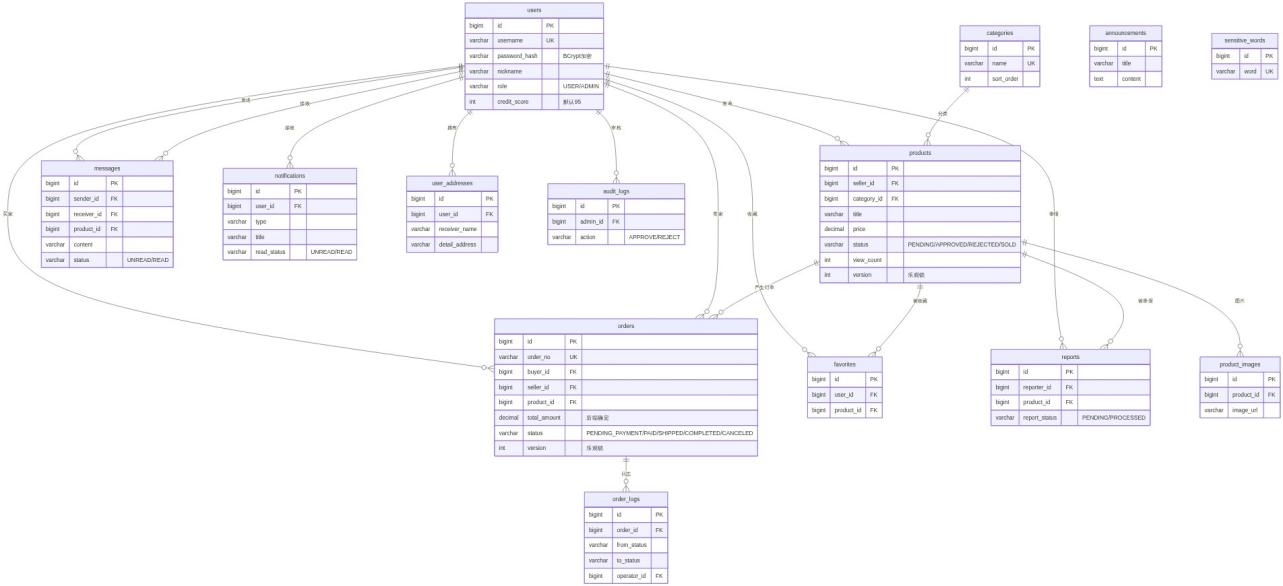 users
bigint id PK
varchar username UK
varchar password_hash BCrypt加密
varchar nickname
varchar role USER/ADMIN
int credit_score 默认95
categories
bigint id PK
varchar name UK
int sort_order
announcements
bigint id PK
varchar title
text content
sensitive_words
bigint id PK
varchar word UK
发送
接收
接收
拥有
审核
发布
分类
messages
bigint id PK
bigint sender_id FK
bigint receiver_id FK
bigint product_id FK
varchar content
varchar status UNREAD/READ
notifications
bigint id PK
bigint user_id FK
varchar type
varchar title
varchar read_status UNREAD/READ
user_addresses
bigint id PK
bigint user_id FK
varchar receiver_name
varchar detail_address
audit_logs
bigint id PK
bigint admin_id FK
varchar action APPROVE/REJECT
products
bigint id PK
bigint seller_id FK
bigint category_id FK
varchar title
decimal price
varchar status PENDING/APPROVED/REJECTED/SOLD
int view_count
int version 乐观锁
买家
卖家
收藏
举报
产生订单
被收藏
被举报
图片
orders
bigint id PK
varchar order_no UK
bigint buyer_id FK
bigint seller_id FK
bigint product_id FK
decimal total_amount 后端确定
varchar status PENDING_PAYMENT/PAID/SHIPPED/COMPLETED/CANCELED
int version 乐观锁
favorites
bigint id PK
bigint user_id FK
bigint product_id FK
reports
bigint id PK
bigint reporter_id FK
bigint product_id FK
varchar report_status PENDING/PROCESSED
product_images
bigint id PK
bigint product_id FK
varchar image_url
日志
order_logs
bigint id PK
bigint order_id FK
varchar from_status
varchar to_status
bigint operator_id FK